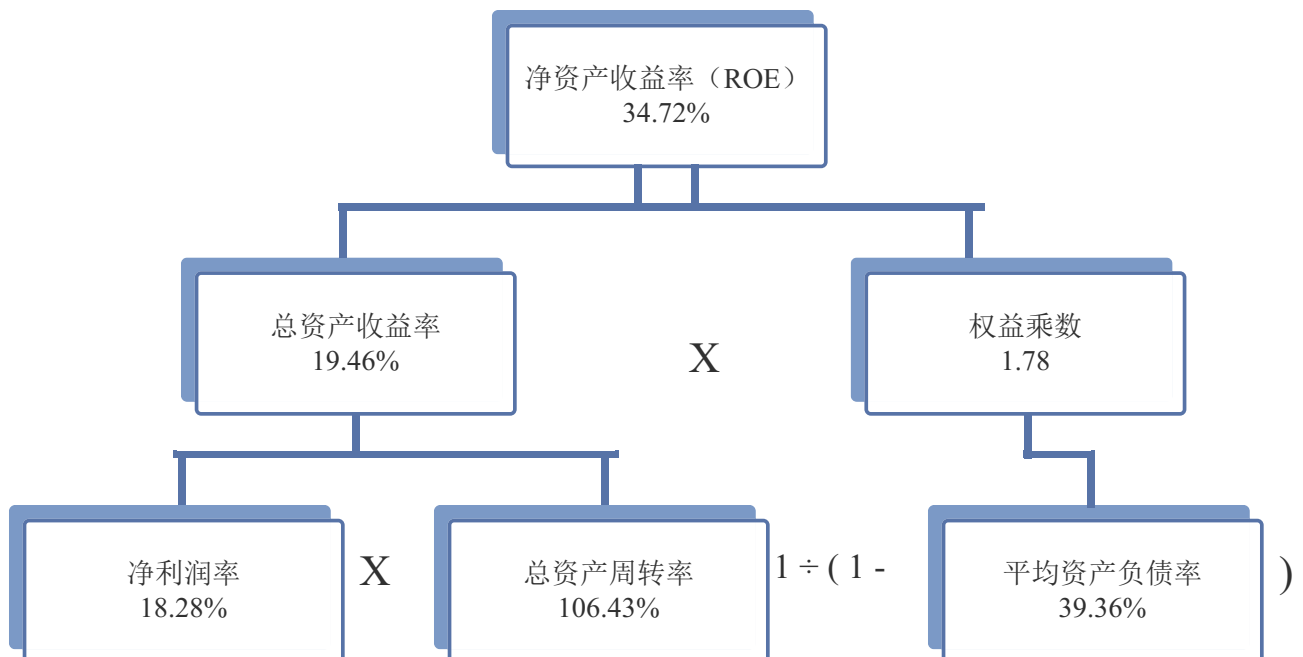 净资产收益率（ROE）
34.72%
总资产收益率
19.46%
X
权益乘数
1.78
净利润率
18.28%
X
总资产周转率
106.43%
1 ÷ ( 1 -
平均资产负债率
39.36%
)